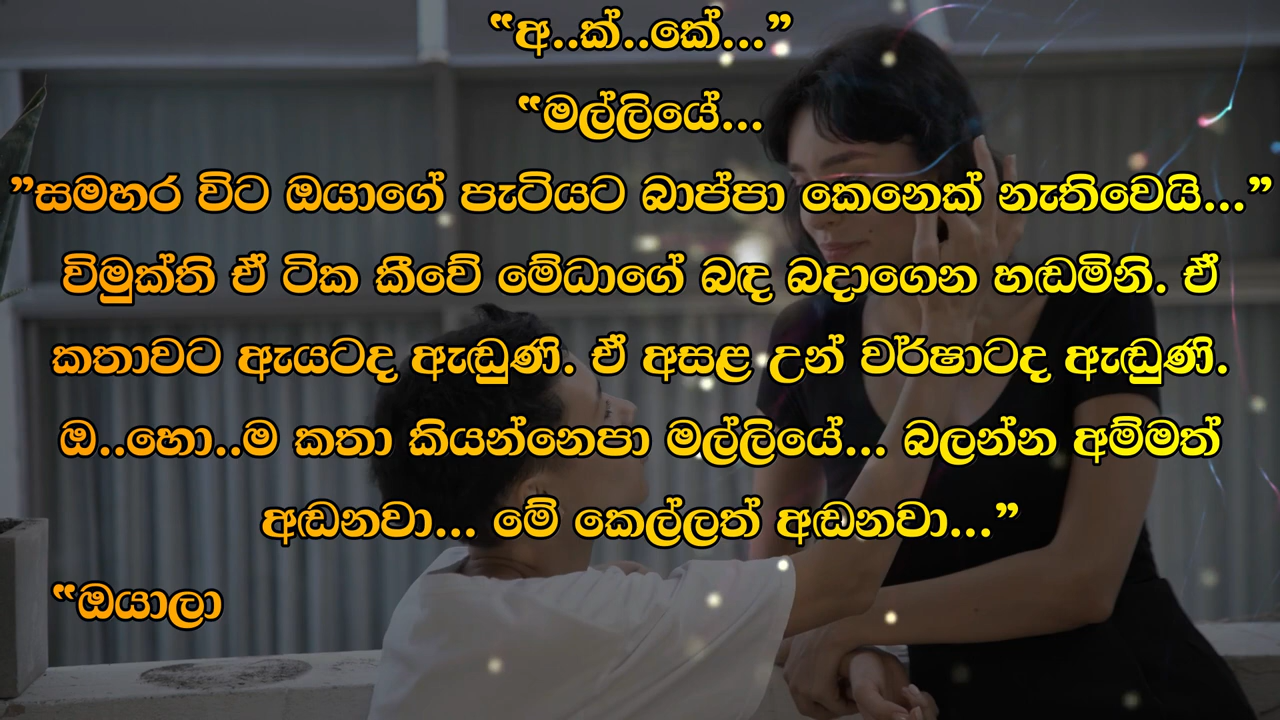 “අ..ක්..කේ...”
“මල්ලියේ...
”සමහර විට ඔයාගේ පැටියට බාප්පා කෙනෙක් නැතිවෙයි...”
විමුක්ති ඒ ටික කීවේ මේධාගේ බඳ බදාගෙන හඬමිනි. ඒ
කතාවට ඇයටද ඇඬුණි. ඒ අසළ උන් වර්ෂාටද ඇඬුණි.
ඔ..හො..ම කතා කියන්නෙපා මල්ලියේ... බලන්න අම්මත්
අඬනවා... මේ කෙල්ලත් අඬනවා...”
“ඔයාලා